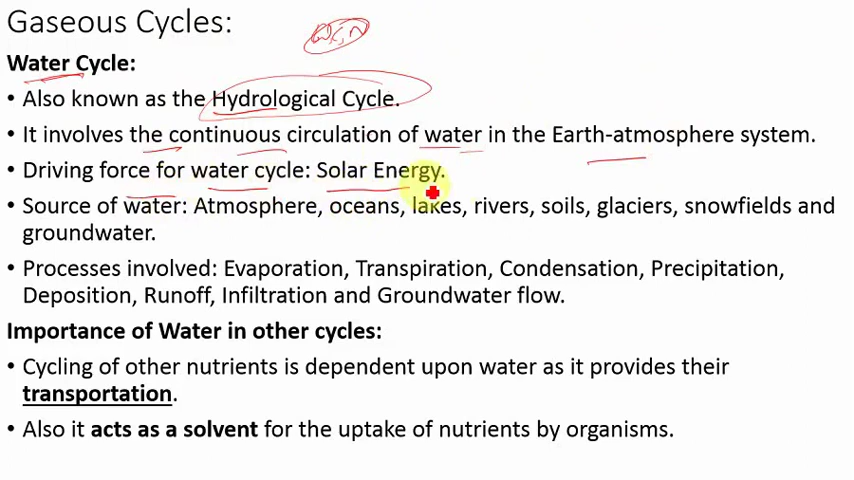 Gaseous Cycles:
Water Cycle:
• Also known as the Hydrological Cycle.
• It involves the continuous circulation of water in the Earth-atmosphere system.
• Driving force for water cycle: Solar Energy.
• Source of water: Atmosphere, oceans, lakes, rivers, soils, glaciers, snowfields and
groundwater.
• Processes involved: Evaporation, Transpiration, Condensation, Precipitation,
Deposition, Runoff, Infiltration and Groundwater flow.
Importance of Water in other cycles:
• Cycling of other nutrients is dependent upon water as it provides their
transportation.
• Also it acts as a solvent for the uptake of nutrients by organisms.